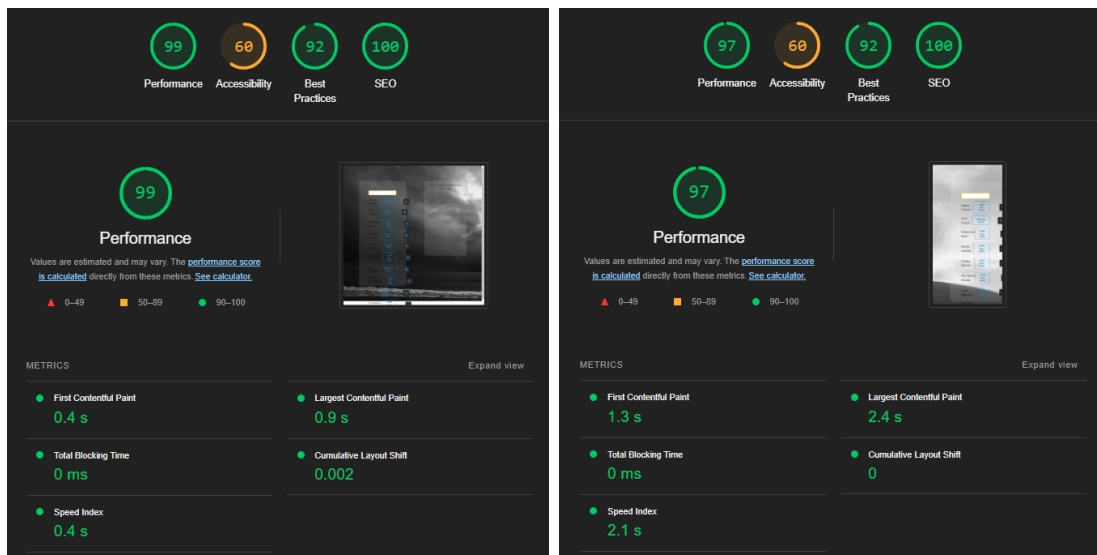 99
60
92
100
Performance
Accessibility
Best
Practices
SEO
99
Performance
Values are estimated and may vary. The performance score
is calculated directly from these metrics. See calculator.
0–49
50–89
90–100
METRICS
Expand view
First Contentful Paint
0.4 s
Largest Contentful Paint
0.9 s
Total Blocking Time
0 ms
Cumulative Layout Shift
0.002
Speed Index
0.4 s
97
60
92
100
Performance
Accessibility
Best
Practices
SEO
97
Performance
Values are estimated and may vary. The performance score
is calculated directly from these metrics. See calculator.
0–49
50–89
90–100
METRICS
Expand view
First Contentful Paint
1.3 s
Largest Contentful Paint
2.4 s
Total Blocking Time
0 ms
Cumulative Layout Shift
0
Speed Index
2.1 s